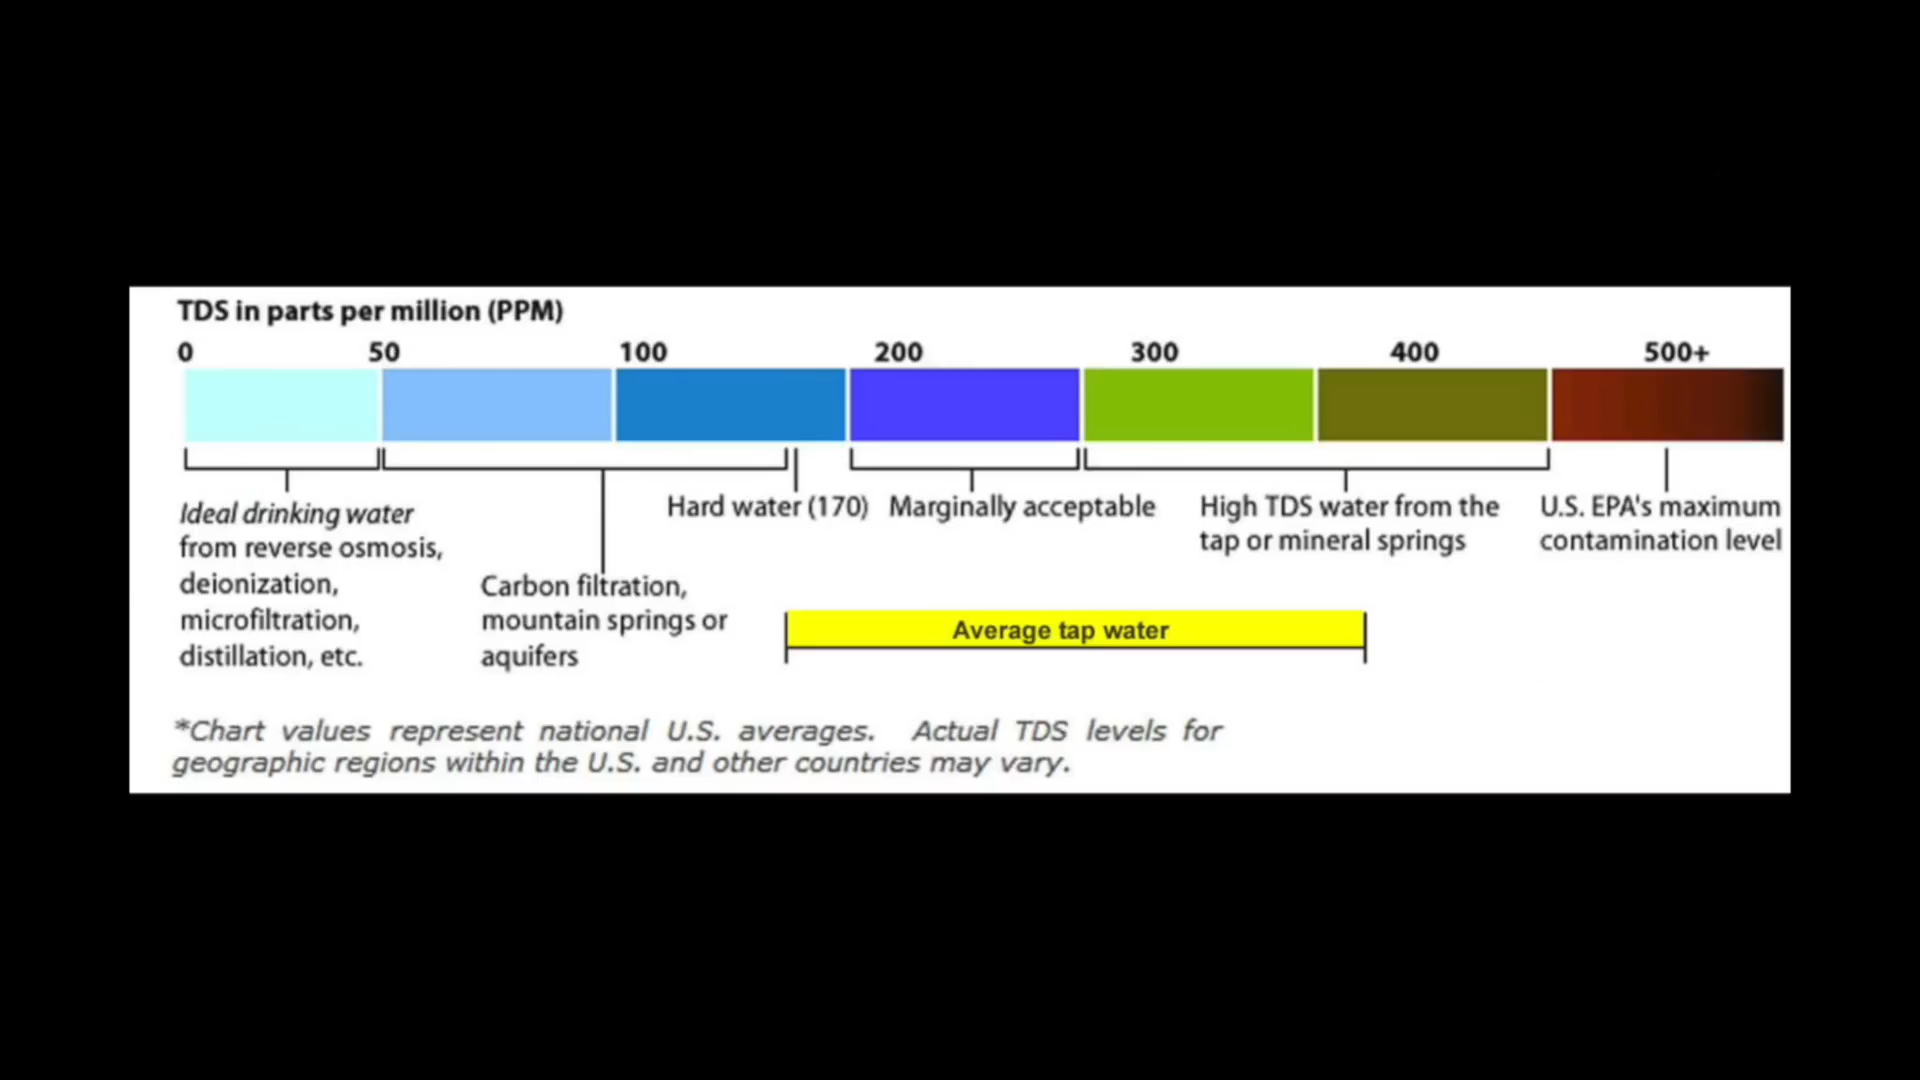 TDS in parts per million (PPM)
0 50 100 200 300 400 500+
Ideal drinking water
from reverse osmosis,
deionization,
microfiltration,
distillation, etc.
Carbon filtration,
mountain springs or
aquifers
Hard water (170)
Marginally acceptable
High TDS water from the
tap or mineral springs
U.S. EPA's maximum
contamination level
Average tap water
*Chart values represent national U.S. averages. Actual TDS levels for
geographic regions within the U.S. and other countries may vary.